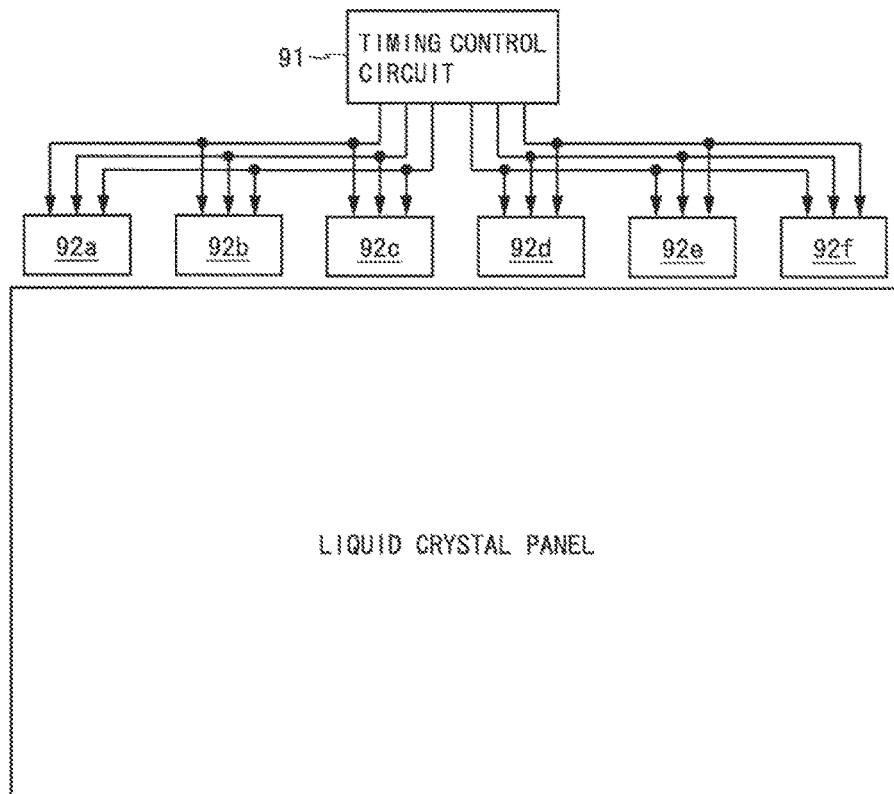 TIMING CONTROL
CIRCUIT
91
92a
92b
92c
92d
92e
92f
LIQUID CRYSTAL PANEL